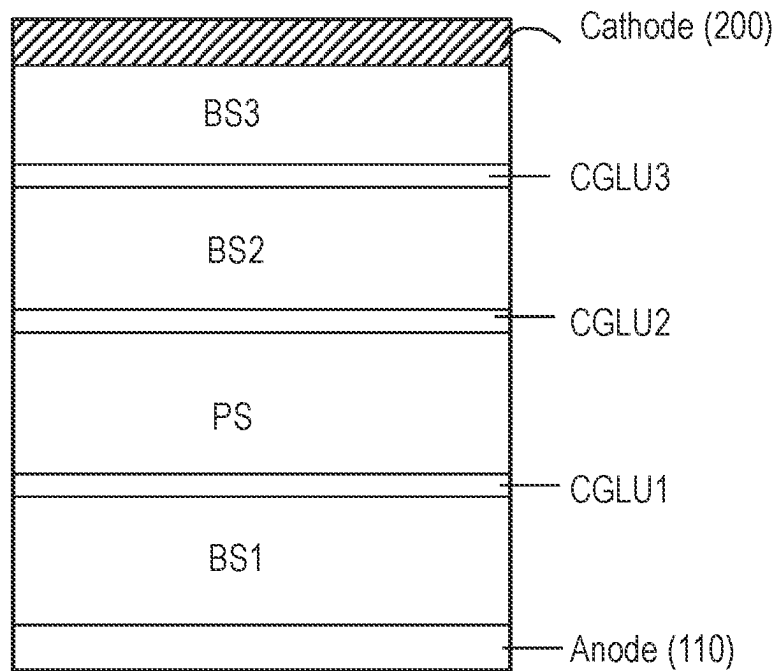 Cathode (200)
BS3
CGLU3
BS2
CGLU2
PS
CGLU1
BS1
Anode (110)